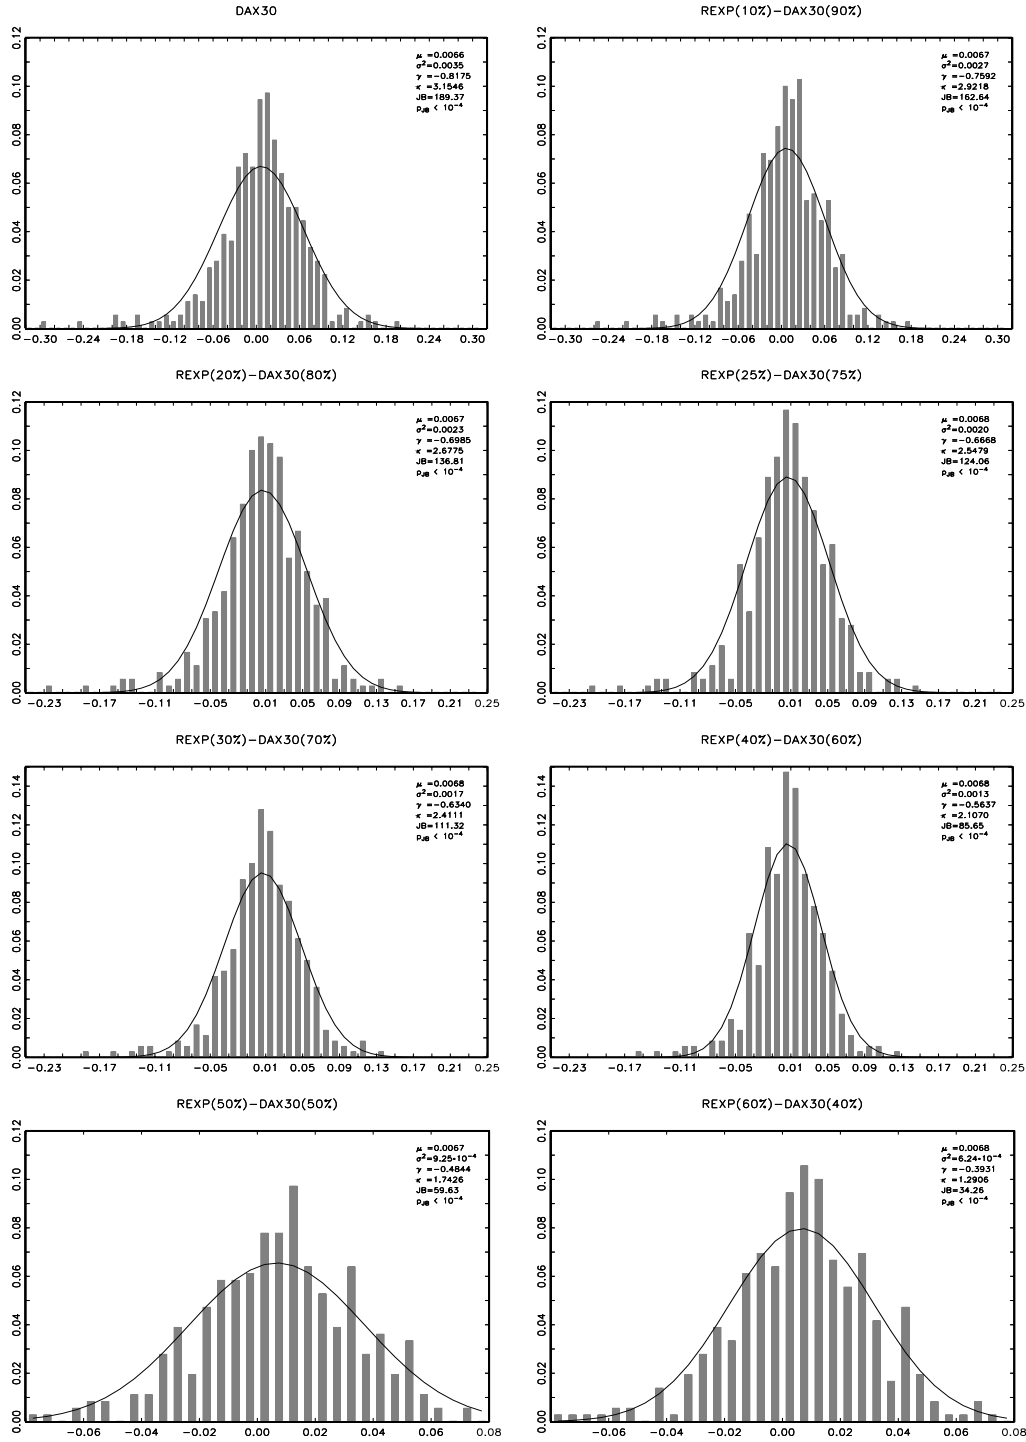 DAX30
REXP(10%)−DAX30(90%)
0.00 0.02 0.04 0.06 0.08 0.10 0.12
μ =0.0066
σ²=0.0035
γ =−0.8175
κ =3.1546
JB=189.37
pJB < 10⁻⁴
−0.30 −0.24 −0.18 −0.12 −0.06 0.00 0.06 0.12 0.18 0.24 0.30
0.00 0.02 0.04 0.06 0.08 0.10 0.12
μ =0.0067
σ²=0.0027
γ =−0.7592
κ =2.9218
JB=162.64
pJB < 10⁻⁴
−0.30 −0.24 −0.18 −0.12 −0.06 0.00 0.06 0.12 0.18 0.24 0.30
REXP(20%)−DAX30(80%)
REXP(25%)−DAX30(75%)
0.00 0.02 0.04 0.06 0.08 0.10 0.12
μ =0.0067
σ²=0.0023
γ =−0.6985
κ =2.6775
JB=136.81
pJB < 10⁻⁴
−0.23 −0.17 −0.11 −0.05 0.01 0.05 0.09 0.13 0.17 0.21 0.25
0.00 0.02 0.04 0.06 0.08 0.10 0.12
μ =0.0068
σ²=0.0020
γ =−0.6668
κ =2.5479
JB=124.06
pJB < 10⁻⁴
−0.23 −0.17 −0.11 −0.05 0.01 0.05 0.09 0.13 0.17 0.21 0.25
REXP(30%)−DAX30(70%)
REXP(40%)−DAX30(60%)
0.00 0.02 0.04 0.06 0.08 0.10 0.12 0.14
μ =0.0068
σ²=0.0017
γ =−0.6340
κ =2.4111
JB=111.32
pJB < 10⁻⁴
−0.23 −0.17 −0.11 −0.05 0.01 0.05 0.09 0.13 0.17 0.21 0.25
0.00 0.02 0.04 0.06 0.08 0.10 0.12 0.14
μ =0.0068
σ²=0.0013
γ =−0.5637
κ =2.1070
JB=85.65
pJB < 10⁻⁴
−0.23 −0.17 −0.11 −0.05 0.01 0.05 0.09 0.13 0.17 0.21 0.25
REXP(50%)−DAX30(50%)
REXP(60%)−DAX30(40%)
0.00 0.02 0.04 0.06 0.08 0.10 0.12
μ =0.0067
σ²=9.25·10⁻⁴
γ =−0.4844
κ =1.7426
JB=59.63
pJB < 10⁻⁴
−0.06 −0.04 −0.02 0.00 0.02 0.04 0.06 0.08
0.00 0.02 0.04 0.06 0.08 0.10 0.12
μ =0.0068
σ²=6.24·10⁻⁴
γ =−0.3931
κ =1.2906
JB=34.26
pJB < 10⁻⁴
−0.06 −0.04 −0.02 0.00 0.02 0.04 0.06 0.08